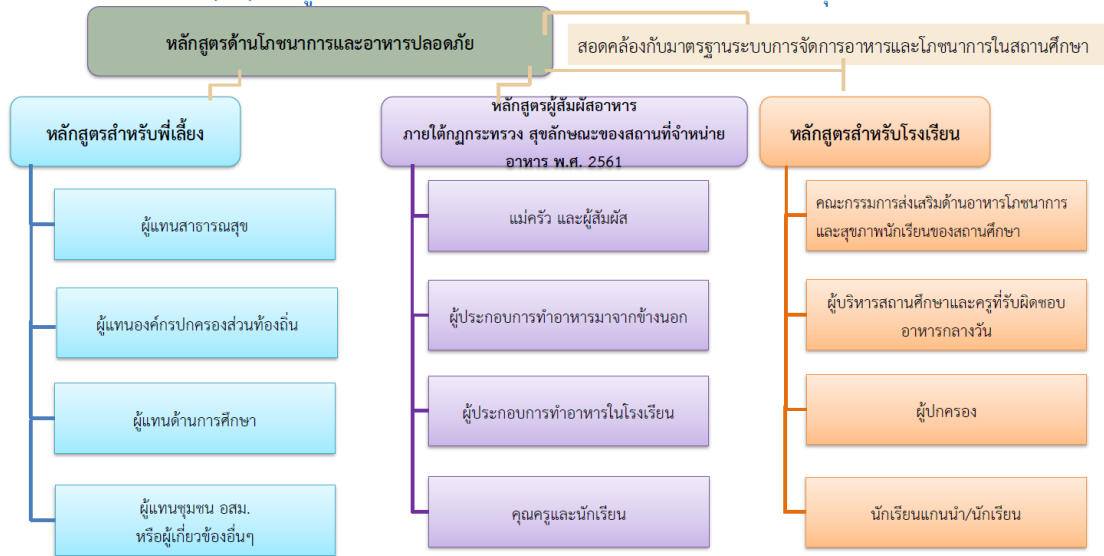 หลักสูตรด้านโภชนาการและอาหารปลอดภัย
สอดคล้องกับมาตรฐานระบบการจัดการอาหารและโภชนาการในสถานศึกษา
หลักสูตรสำหรับพี่เลี้ยง
ผู้แทนสาธารณสุข
ผู้แทนองค์กรปกครองส่วนท้องถิ่น
ผู้แทนด้านการศึกษา
ผู้แทนชุมชน อสม.
หรือผู้เกี่ยวข้องอื่นๆ
หลักสูตรผู้สัมผัสอาหาร
ภายใต้กฎกระทรวง สุขลักษณะของสถานที่จำหน่าย
อาหาร พ.ศ. 2561
แม่ครัว และผู้สัมผัส
ผู้ประกอบการทำอาหารมาจากข้างนอก
ผู้ประกอบการทำอาหารในโรงเรียน
คุณครูและนักเรียน
หลักสูตรสำหรับโรงเรียน
คณะกรรมการส่งเสริมด้านอาหารโภชนาการ
และสุขภาพนักเรียนของสถานศึกษา
ผู้บริหารสถานศึกษาและครูที่รับผิดชอบ
อาหารกลางวัน
ผู้ปกครอง
นักเรียนแกนนำ/นักเรียน